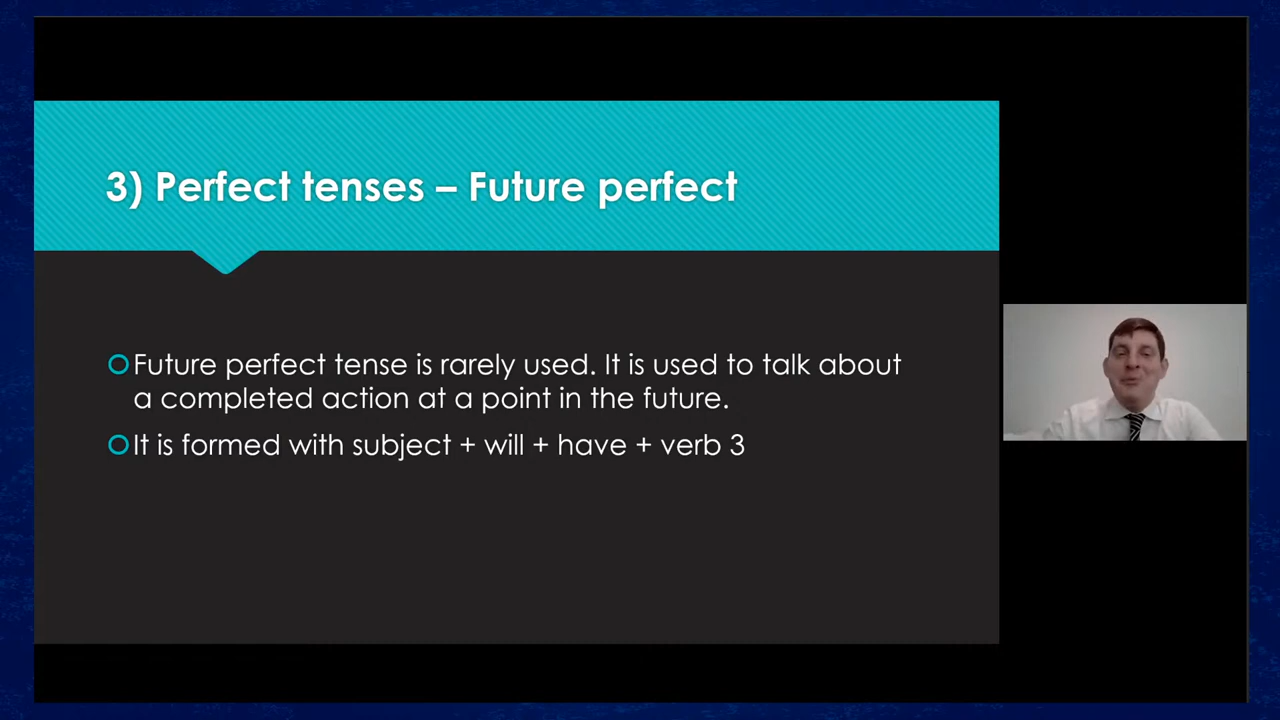 3) Perfect tenses – Future perfect
Future perfect tense is rarely used. It is used to talk about
a completed action at a point in the future.
It is formed with subject + will + have + verb 3